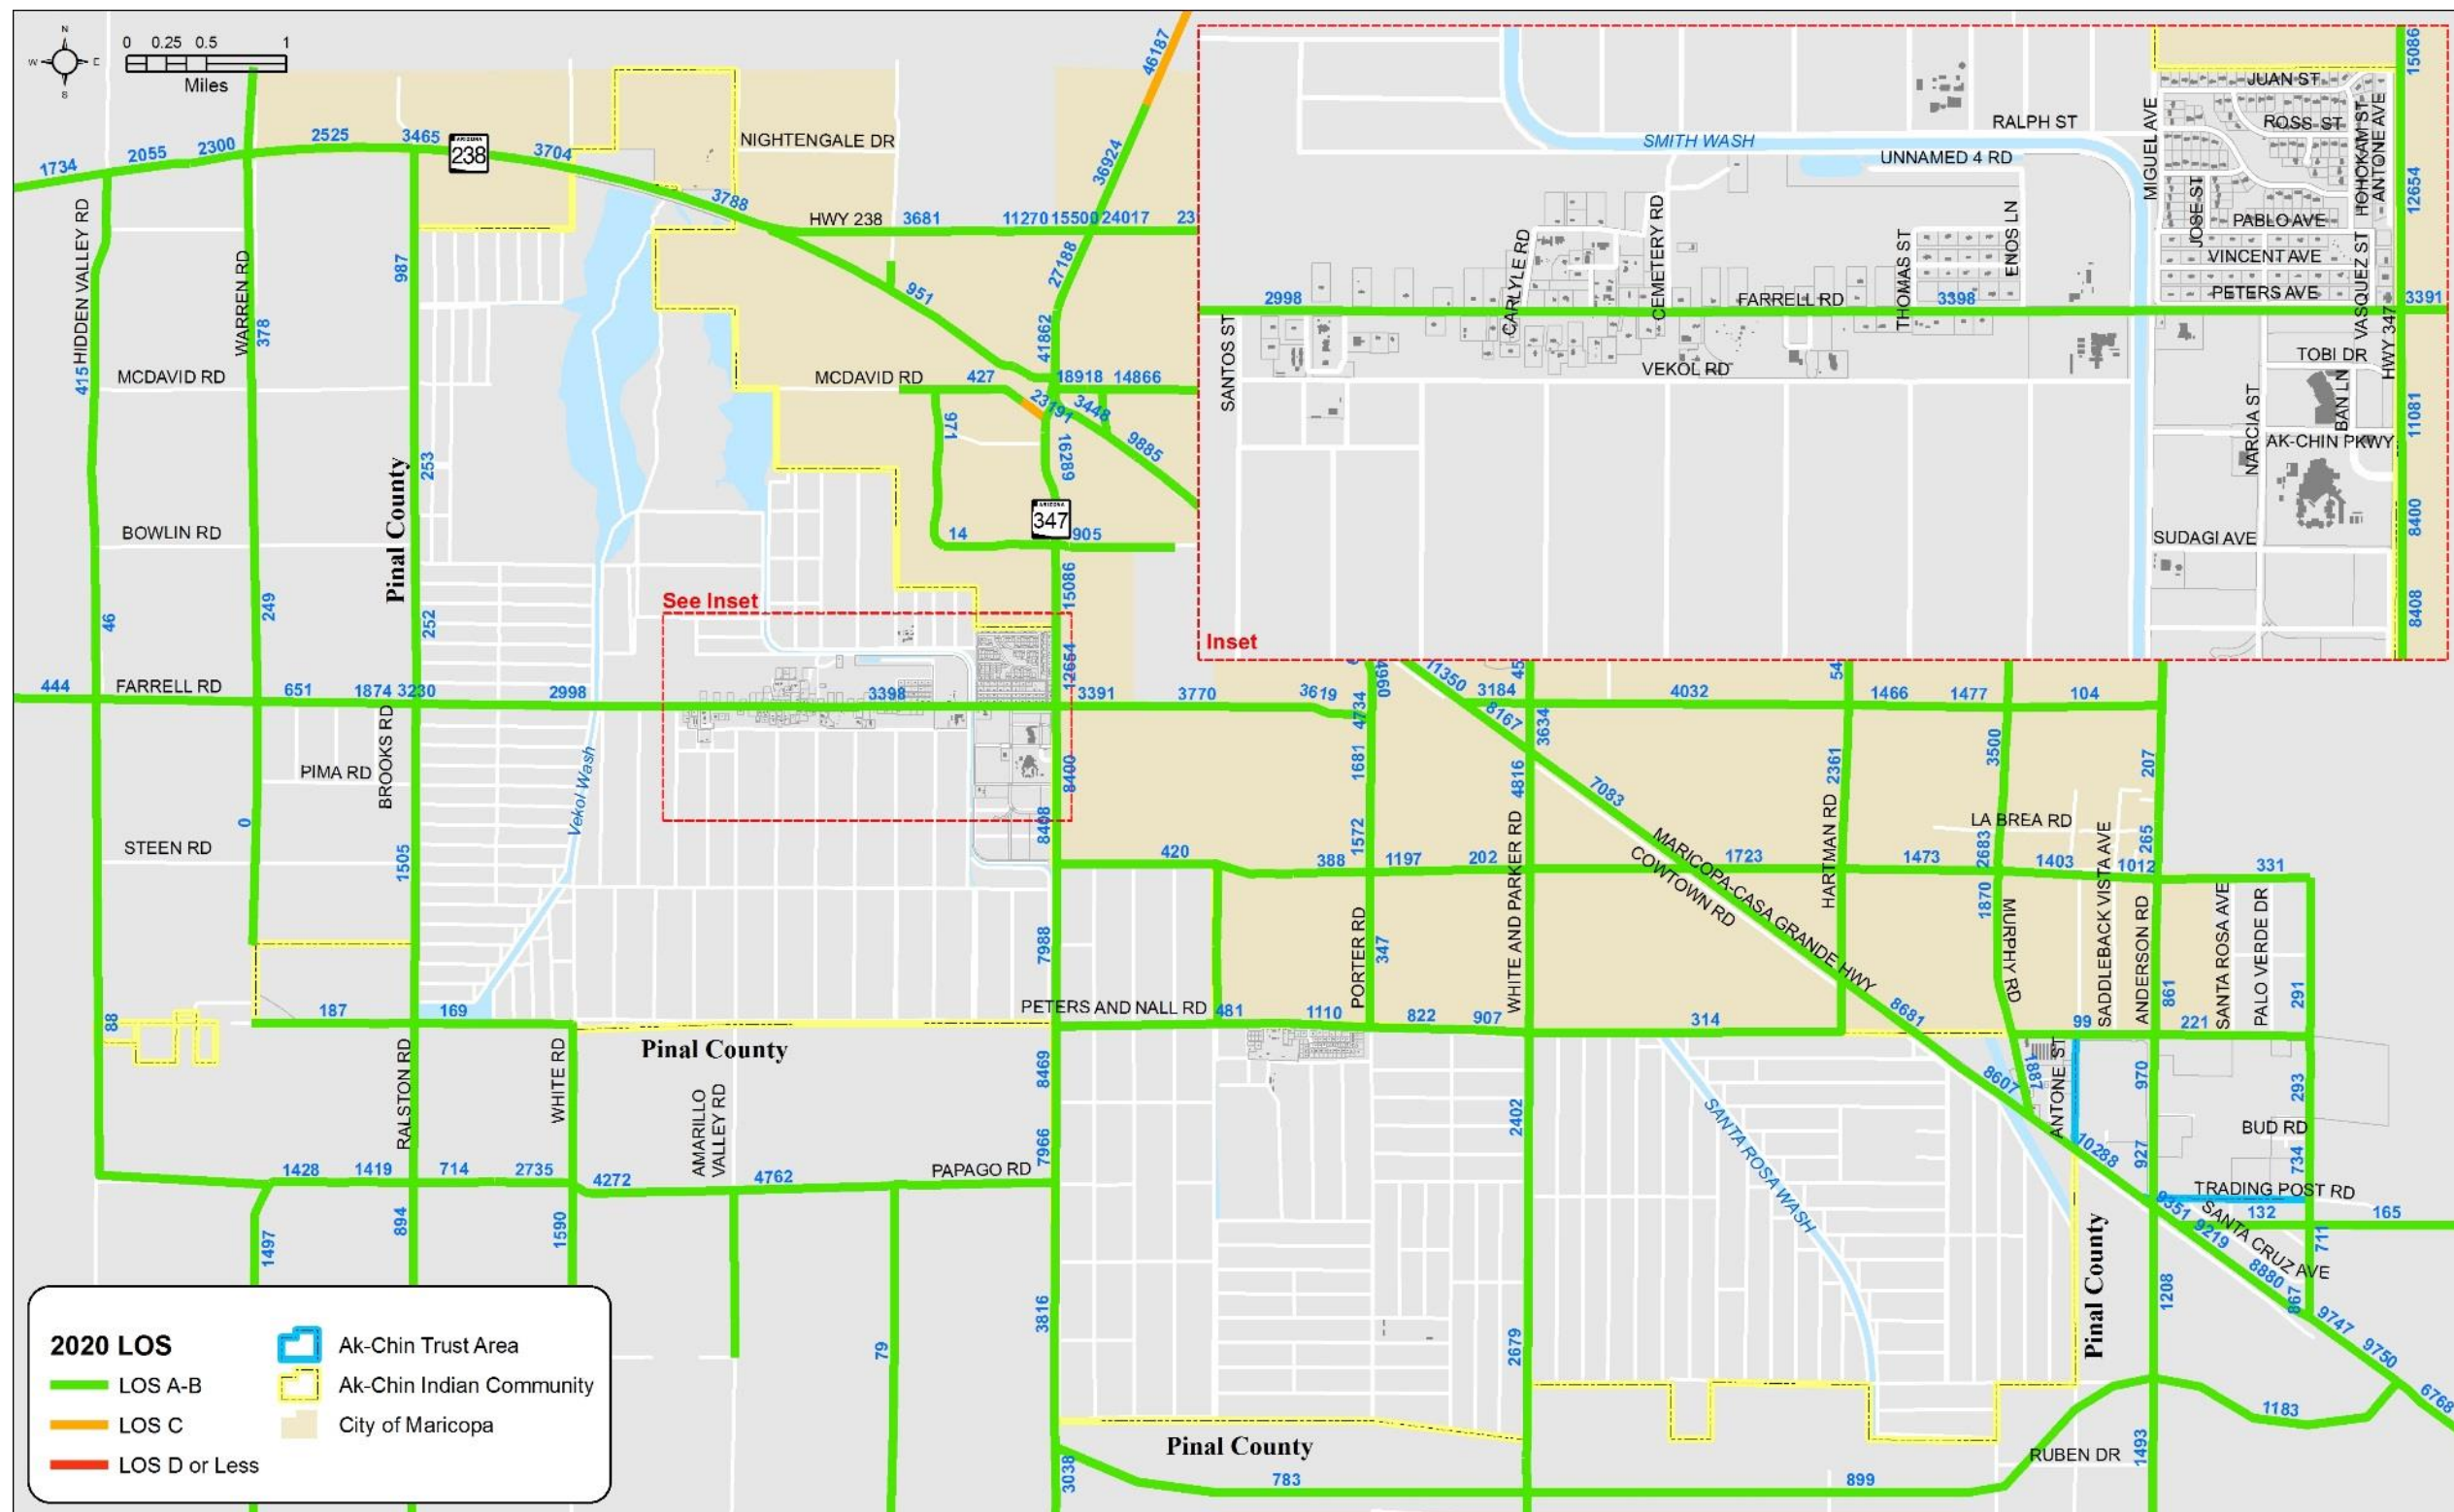 N
W
E
S
0 0.25 0.5 1
Miles
46187
1734
2055
2300
2525
3465
ARIZONA
238
3704
NIGHTENGALE DR
3788
36924
HWY 238
3681
11270
15500
24017
23
27188
415
HIDDEN VALLEY RD
WARREN RD
378
987
951
41862
MCDAVID RD
MCDAVID RD
427
18918
14866
23191
3448
971
16289
9885
Pinal County
253
ARIZONA
347
BOWLIN RD
14
905
15086
46
249
252
See Inset
12654
444
FARRELL RD
651
1874
3230
2998
3398
3391
3770
3619
4734
4960
11350
45
3184
8167
3634
4032
54
1466
1477
104
BROOKS RD
PIMA RD
Vekol Wash
8400
1681
4816
7083
2361
3500
207
0
8408
STEEN RD
1505
420
388
1572
1197
202
MARICOPA-CASA GRANDE HWY
COWTOWN RD
1723
HARTMAN RD
1473
LA BREA RD
2683
1403
SADDLEBACK VISTA AVE
1012
265
331
WHITE AND PARKER RD
1870
MURPHY RD
ANDERSON RD
SANTA ROSA AVE
PALO VERDE DR
7988
PORTER RD
347
861
291
88
187
169
PETERS AND NALL RD
481
1110
822
907
314
8681
99
221
Pinal County
RALSTON RD
WHITE RD
AMARILLO
VALLEY RD
8469
2402
SANTA ROSA WASH
8607
1887
ANTONE ST
970
293
BUD RD
1428
1419
714
2735
4272
4762
PAPAGO RD
7966
10288
927
734
TRADING POST RD
1497
894
1590
9351
132
165
SANTA CRUZ AVE
9219
711
8880
867
79
3816
2679
Pinal County
1208
9747
9750
6768
1183
Pinal County
3038
783
899
RUBEN DR
1493
2020 LOS
LOS A-B
LOS C
LOS D or Less
Ak-Chin Trust Area
Ak-Chin Indian Community
City of Maricopa
Inset
SMITH WASH
RALPH ST
UNNAMED 4 RD
MIGUEL AVE
JUAN ST
ROSS ST
HOHOKAM ST
ANTONE AVE
15086
12654
JOSE ST
PABLO AVE
VINCENT AVE
PETERS AVE
VASQUEZ ST
CARLYLE RD
CEMETERY RD
THOMAS ST
ENOS LN
2998
FARRELL RD
3398
3391
SANTOS ST
VEKOL RD
HWY 347
TOBI DR
BAN LN
NARCIA ST
AK-CHIN PKWY
11081
8400
SUDAGI AVE
8408